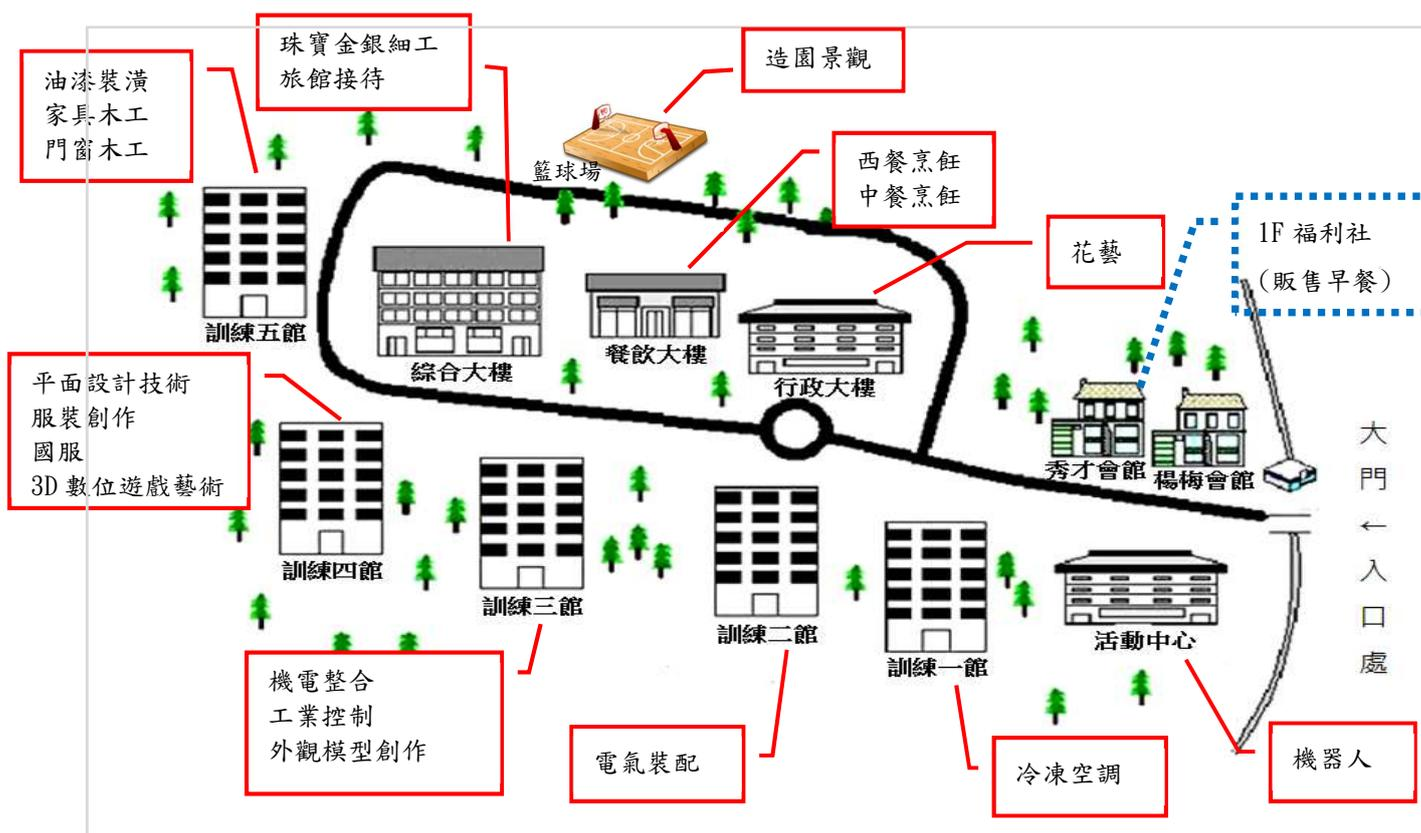 珠寶金銀細工
旅館接待
造園景觀
油漆裝潢
家具木工
門窗木工
西餐烹飪
中餐烹飪
籃球場
花藝
1F 福利社
(販售早餐)
訓練五館
綜合大樓
餐飲大樓
行政大樓
平面設計技術
服裝創作
國服
3D 數位遊戲藝術
秀才會館
楊梅會館
大門←入口處
訓練四館
訓練三館
訓練二館
訓練一館
活動中心
機電整合
工業控制
外觀模型創作
電氣裝配
冷凍空調
機器人